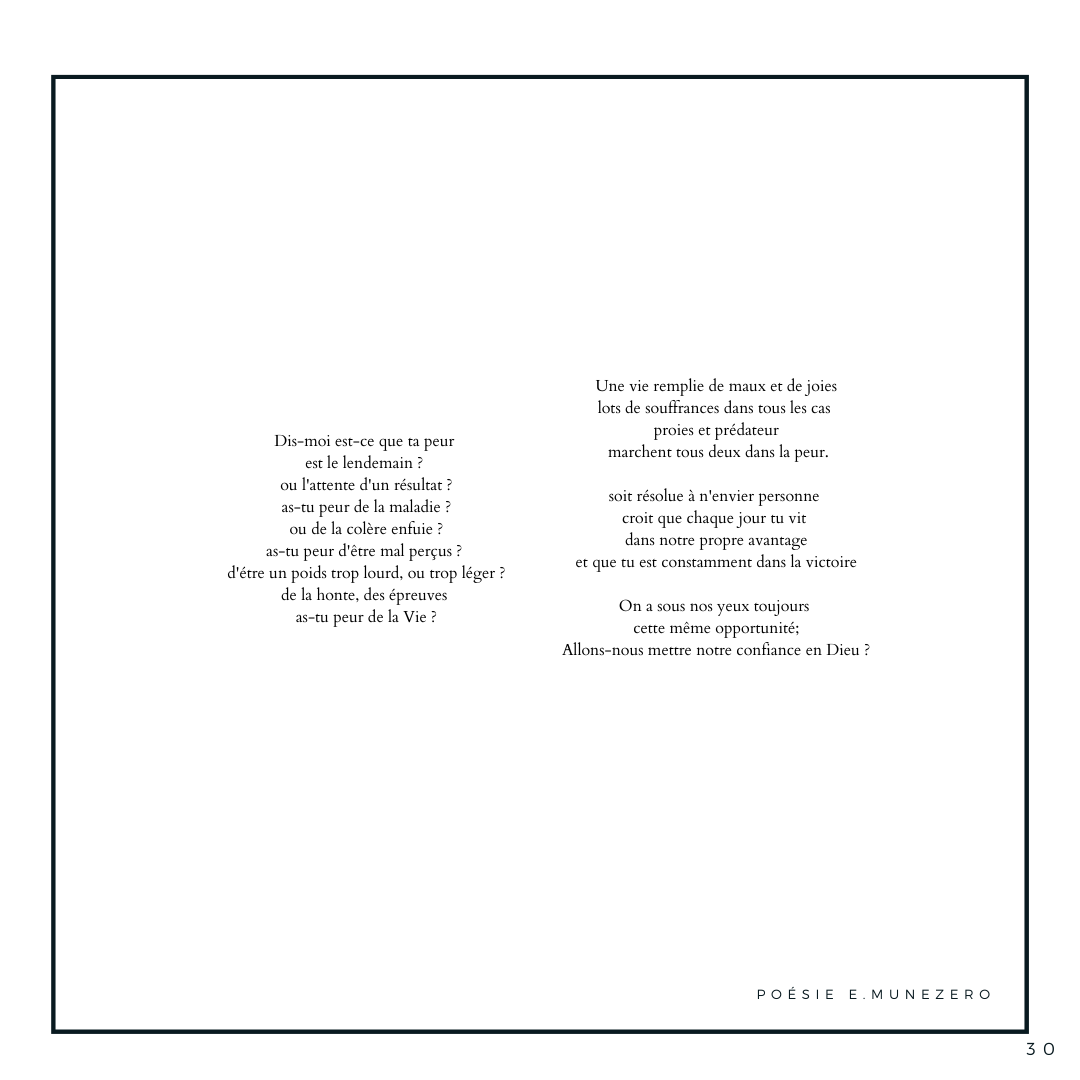 Dis-moi est-ce que ta peur
est le lendemain ?
ou l'attente d'un résultat ?
as-tu peur de la maladie ?
ou de la colère enfuie ?
as-tu peur d'être mal perçus ?
d'étre un poids trop lourd, ou trop léger ?
de la honte, des épreuves
as-tu peur de la Vie ?
Une vie remplie de maux et de joies
lots de souffrances dans tous les cas
proies et prédateur
marchent tous deux dans la peur.
soit résolue à n'envier personne
croit que chaque jour tu vit
dans notre propre avantage
et que tu est constamment dans la victoire
On a sous nos yeux toujours
cette même opportunité;
Allons-nous mettre notre confiance en Dieu ?
POÉSIE E.MUNEZERO
30